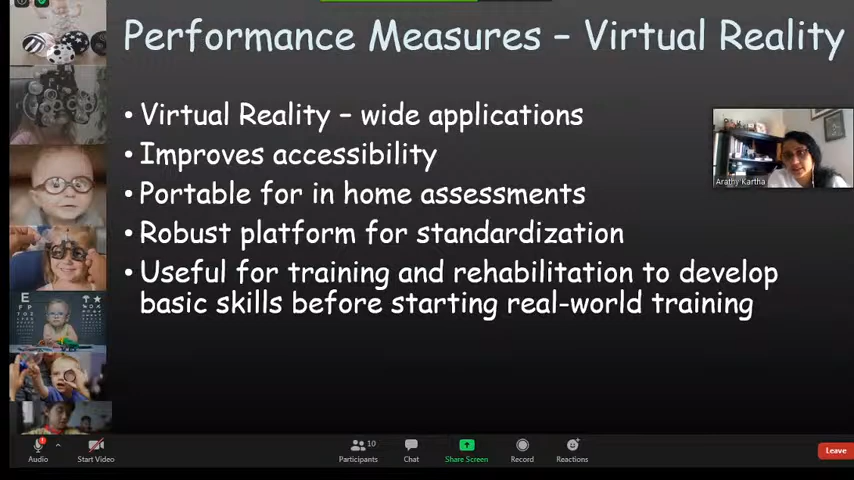 Performance Measures – Virtual Reality
• Virtual Reality – wide applications
• Improves accessibility
• Portable for in home assessments
• Robust platform for standardization
• Useful for training and rehabilitation to develop
basic skills before starting real-world training
Arathy Kartha
Audio
Start Video
10
Participants
Chat
Share Screen
Record
Reactions
Leave